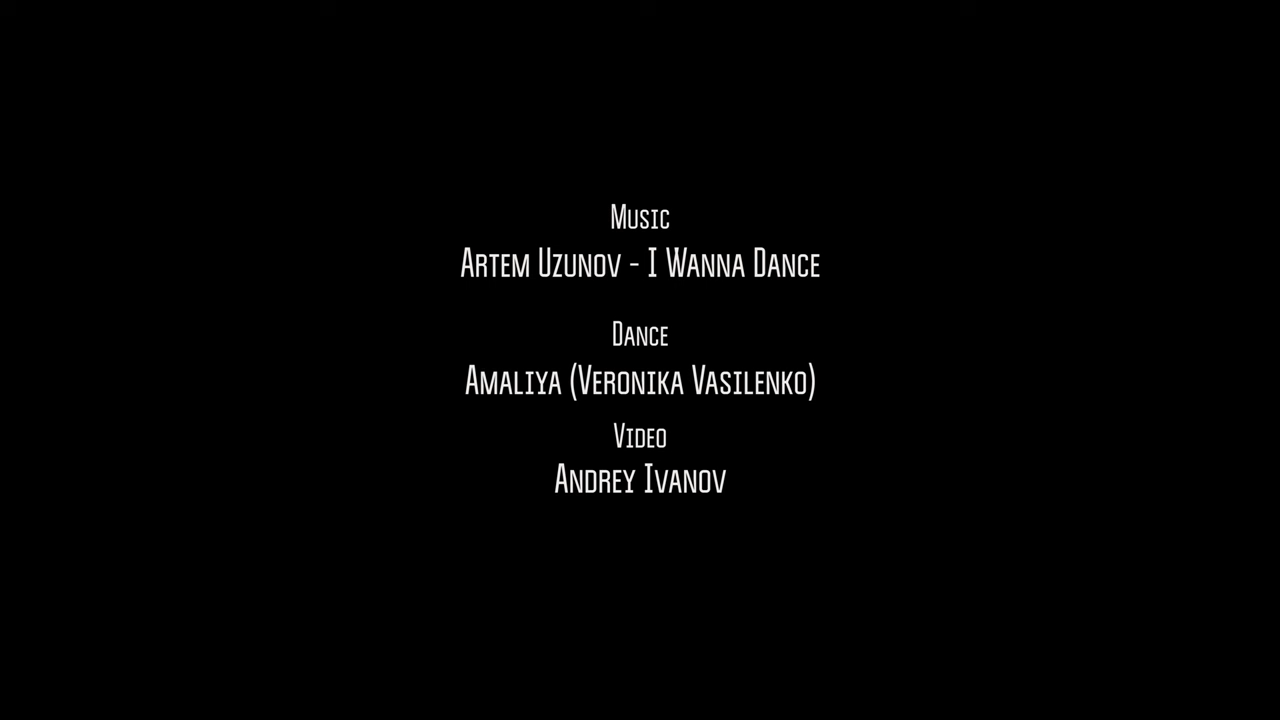 Music
Artem Uzunov - I Wanna Dance
Dance
Amaliya (Veronika Vasilenko)
Video
Andrey Ivanov